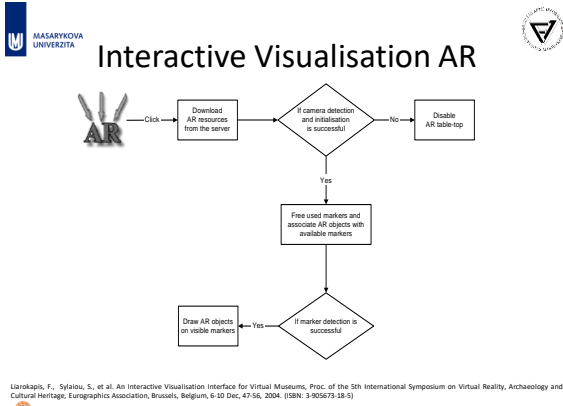 MASARYKOVA
UNIVERZITA
Interactive Visualisation AR
AR
Click
Download
AR resources
from the server
If camera detection
and initialisation
is successful
No
Disable
AR table-top
Yes
Free used markers and
associate AR objects with
available markers
Draw AR objects
on visible markers
Yes
If marker detection is
successful
Liarokapis, F., Sylaiou, S., et al. An Interactive Visualisation Interface for Virtual Museums, Proc. of the 5th International Symposium on Virtual Reality, Archaeology and
Cultural Heritage, Eurographics Association, Brussels, Belgium, 6-10 Dec, 47-56, 2004. (ISBN: 3-905673-18-5)